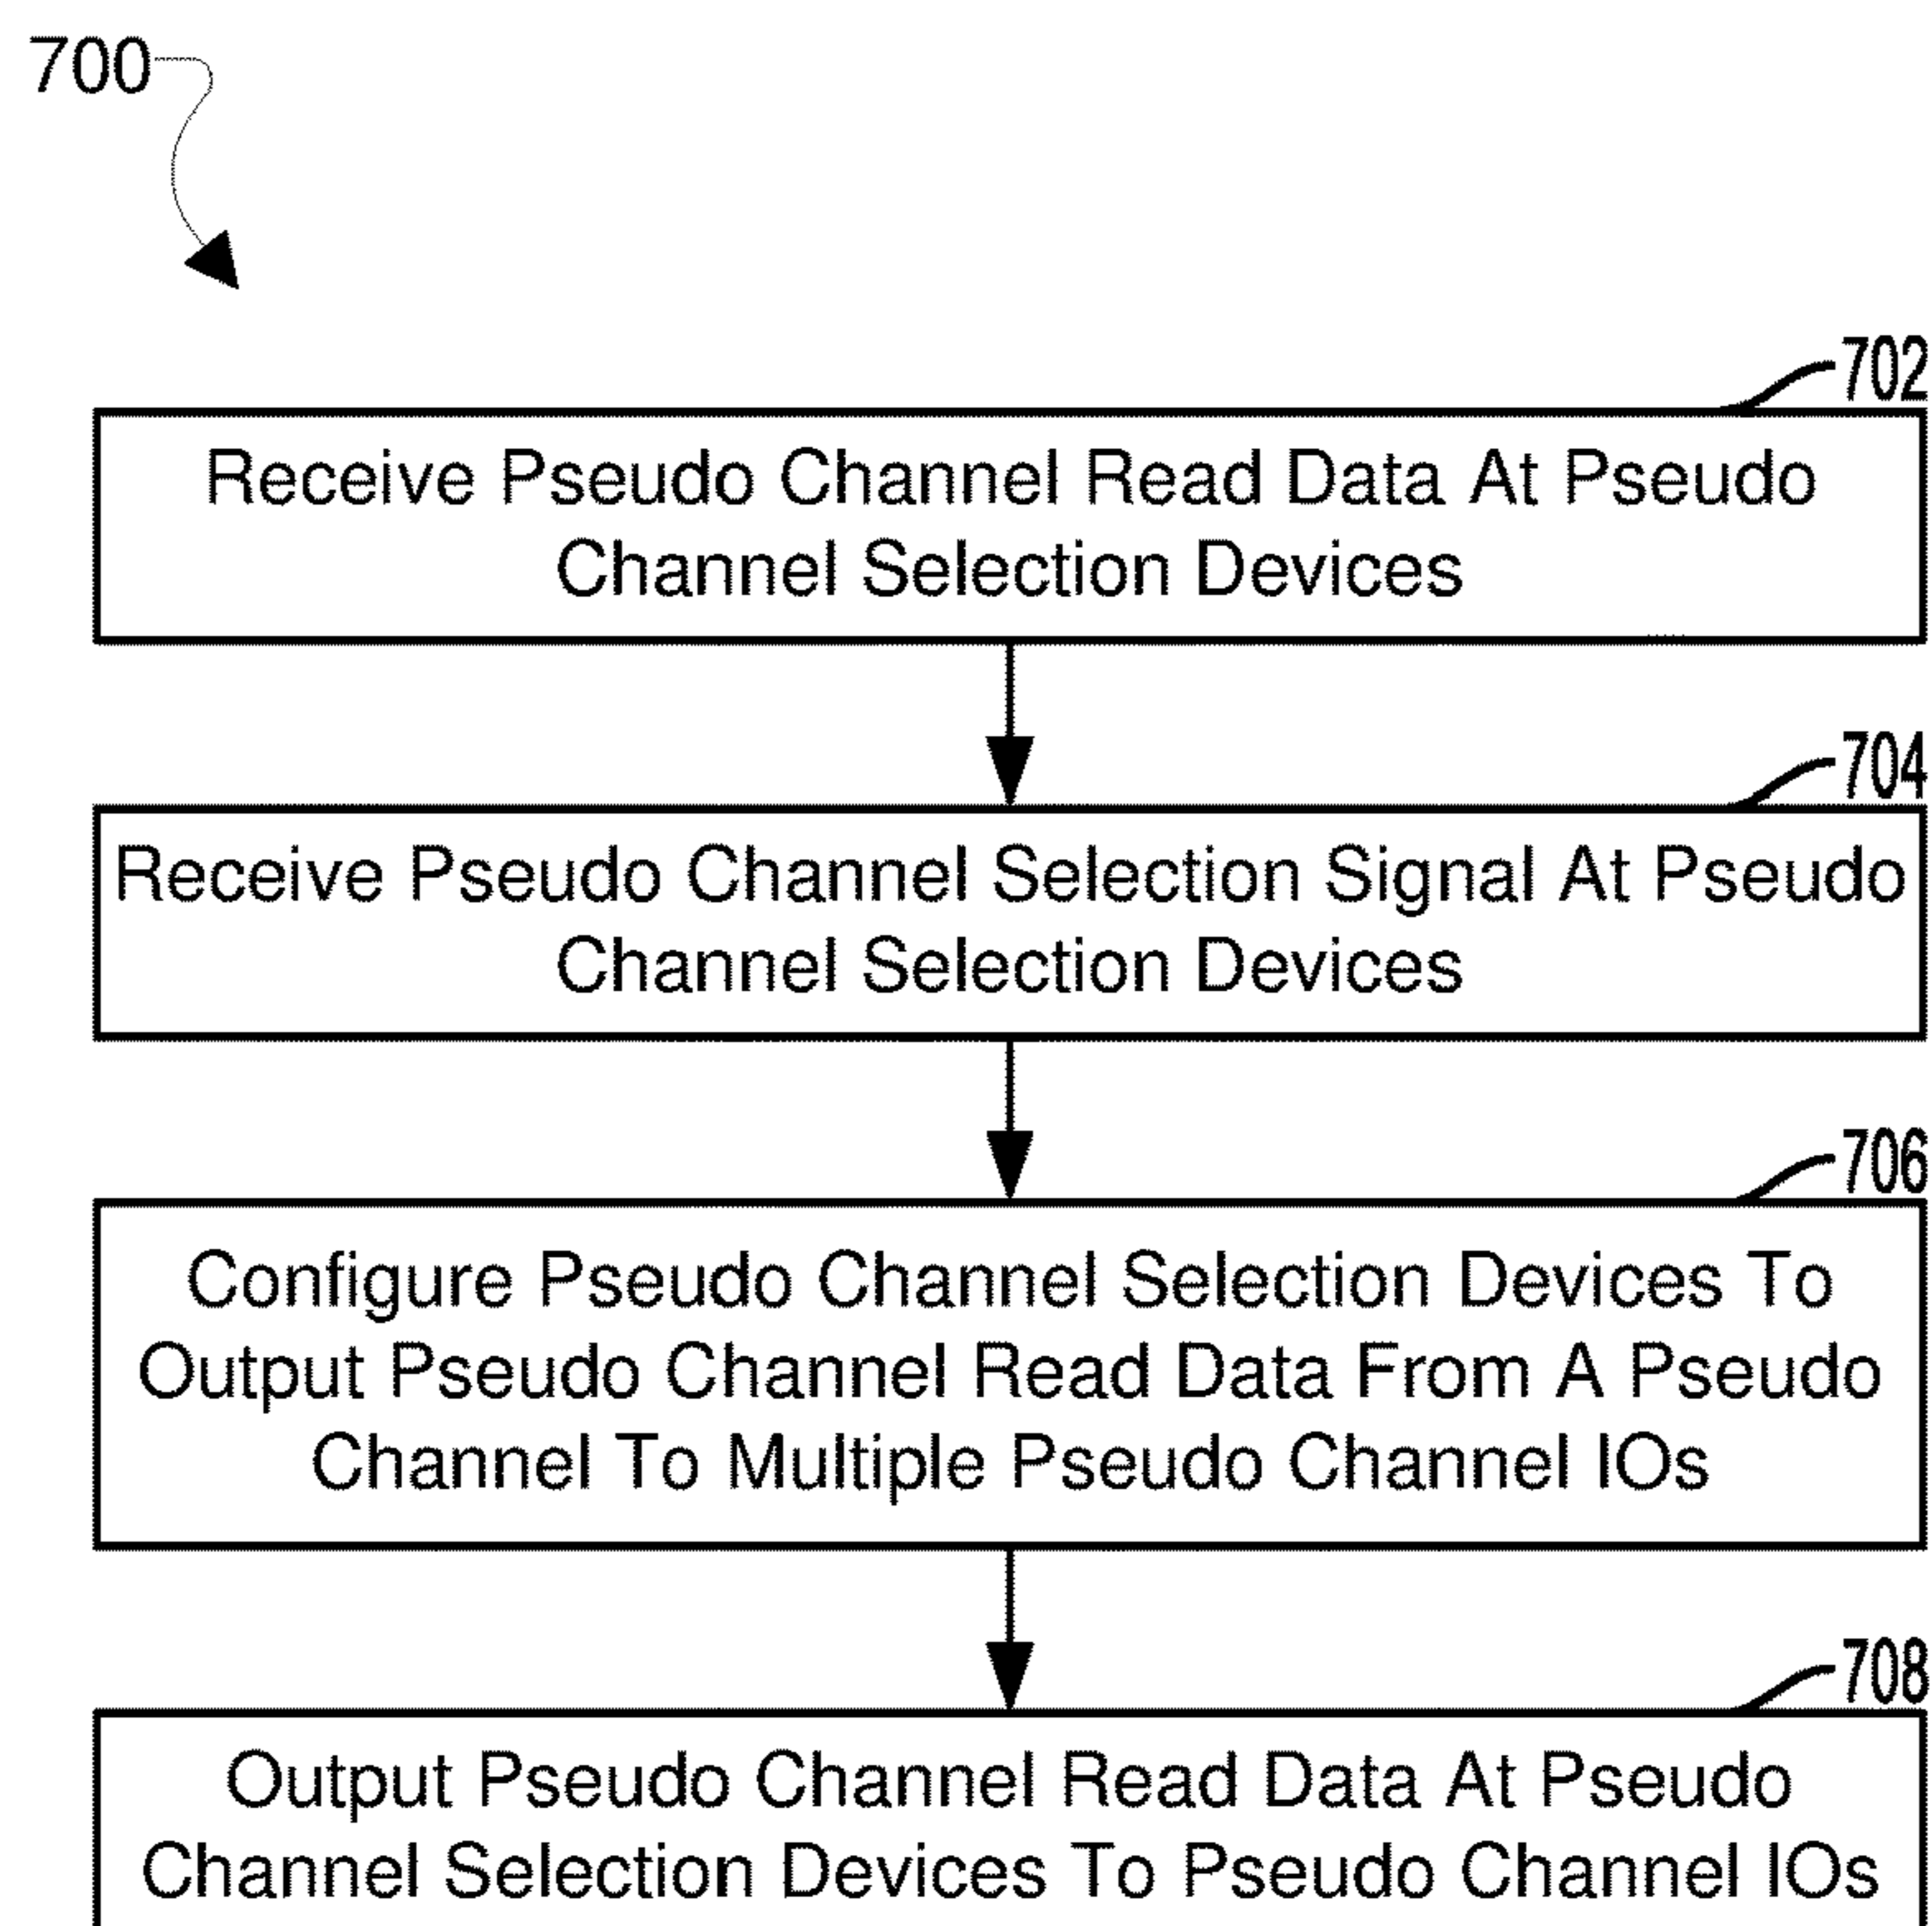 700
702
Receive Pseudo Channel Read Data At Pseudo
Channel Selection Devices
704
Receive Pseudo Channel Selection Signal At Pseudo
Channel Selection Devices
706
Configure Pseudo Channel Selection Devices To
Output Pseudo Channel Read Data From A Pseudo
Channel To Multiple Pseudo Channel IOs
708
Output Pseudo Channel Read Data At Pseudo
Channel Selection Devices To Pseudo Channel IOs